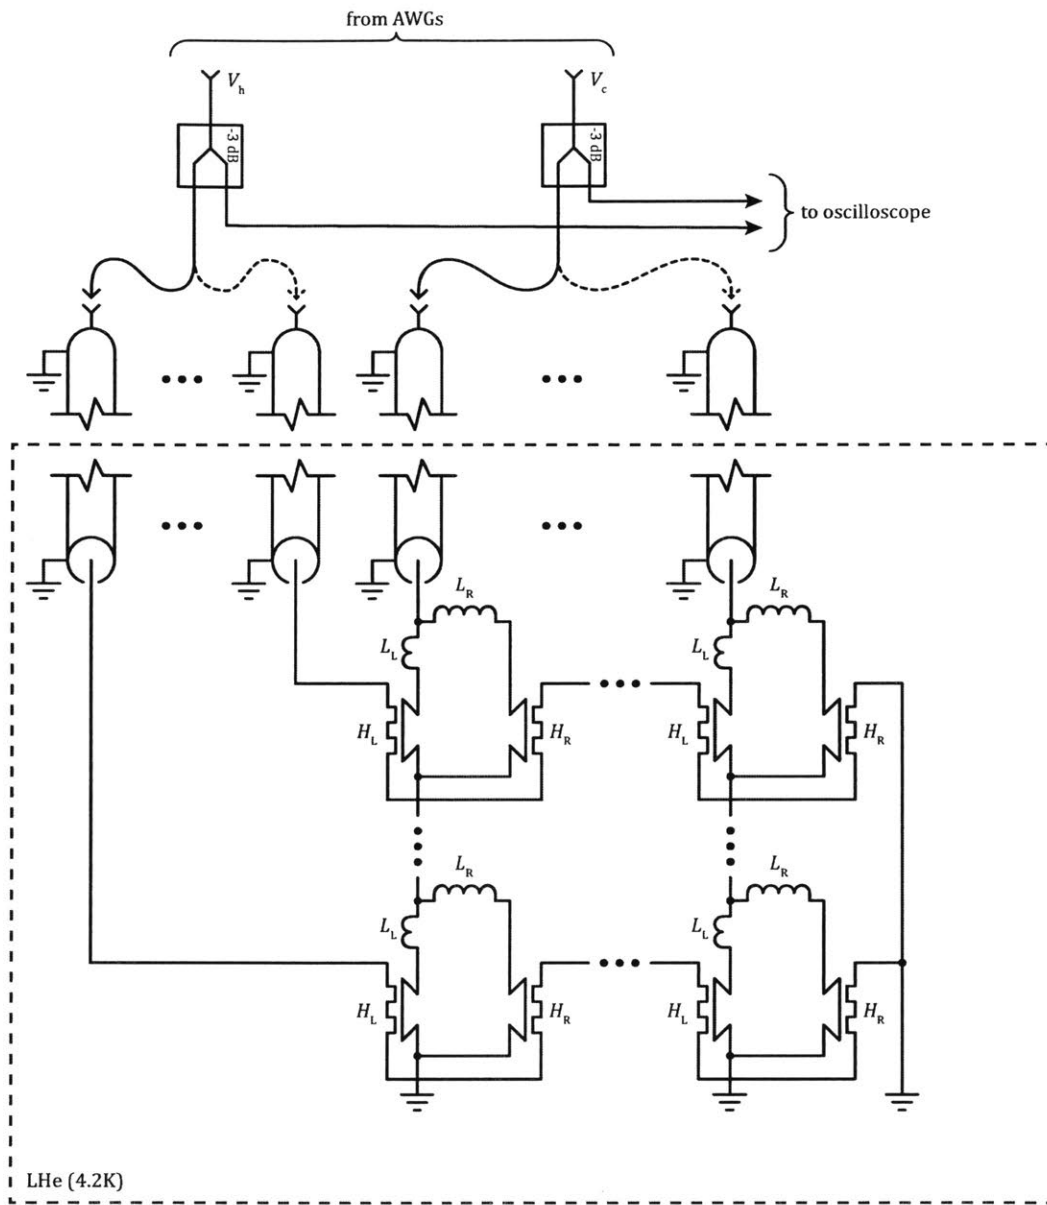 from AWGs
V_h
V_c
-3 dB
-3 dB
to oscilloscope
L_R
L_R
L_L
L_L
H_L
H_R
H_L
H_R
L_R
L_R
L_L
L_L
H_L
H_R
H_L
H_R
LHe (4.2K)